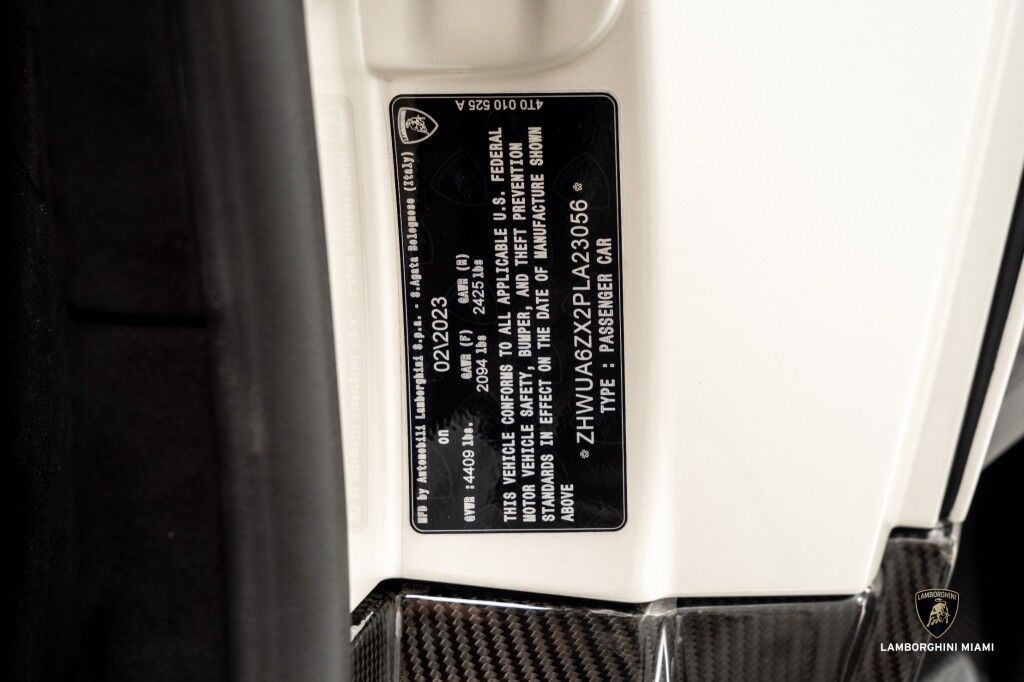 4T0 010 525 A
MFD by Automobili Lamborghini S.p.A. - S.Agata Bolognese (Italy)
on 02\2023
GVWR : 4409 lbs. GAWR (F) GAWR (R)
2094 lbs 2425 lbs
THIS VEHICLE CONFORMS TO ALL APPLICABLE U.S. FEDERAL
MOTOR VEHICLE SAFETY, BUMPER, AND THEFT PREVENTION
STANDARDS IN EFFECT ON THE DATE OF MANUFACTURE SHOWN
ABOVE
ZHWUA6ZX2PLA23056
TYPE : PASSENGER CAR
LAMBORGHINI
LAMBORGHINI MIAMI